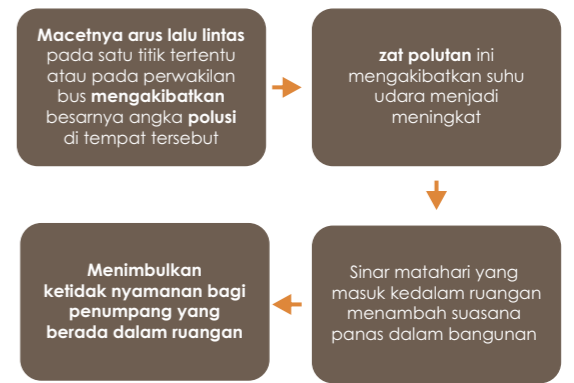 Macetnya arus lalu lintas
pada satu titik tertentu
atau pada perwakilan
bus mengakibatkan
besarnya angka polusi
di tempat tersebut
zat polutan ini
mengakibatkan suhu
udara menjadi
meningkat
Sinar matahari yang
masuk kedalam ruangan
menambah suasana
panas dalam bangunan
Menimbulkan
ketidak nyamanan bagi
penumpang yang
berada dalam ruangan